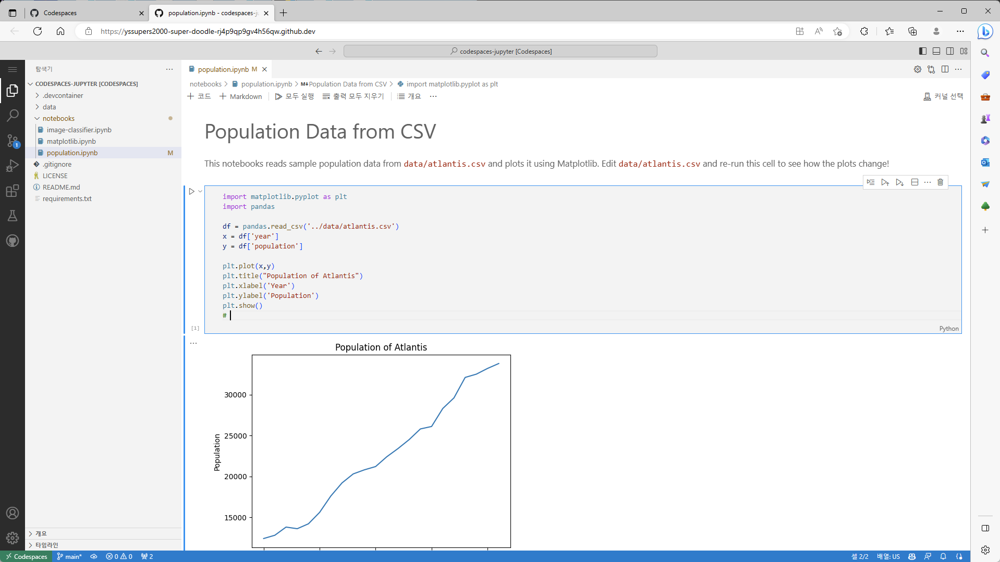 Codespaces
population.ipynb - codespaces-ju
https://yssupers2000-super-doodle-rj4p9qp9gv4h56qw.github.dev
codespaces-jupyter [Codespaces]
탐색기
CODESPACES-JUPYTER [CODESPACES]
.devcontainer
data
notebooks
image-classifier.ipynb
matplotlib.ipynb
population.ipynb M
.gitignore
LICENSE
README.md
requirements.txt
개요
타임라인
1
population.ipynb M
notebooks > population.ipynb > M↓Population Data from CSV > import matplotlib.pyplot as plt
+ 코드 + Markdown 모두 실행 출력 모두 지우기 개요 ··· 커널 선택
Population Data from CSV
This notebooks reads sample population data from data/atlantis.csv and plots it using Matplotlib. Edit data/atlantis.csv and re-run this cell to see how the plots change!
import matplotlib.pyplot as plt
import pandas
df = pandas.read_csv('../data/atlantis.csv')
x = df['year']
y = df['population']
plt.plot(x,y)
plt.title("Population of Atlantis")
plt.xlabel('Year')
plt.ylabel('Population')
plt.show()
#
[1]
Python
Population of Atlantis
30000
25000
20000
15000
Population
Codespaces main* 0 0 2 셀 2/2 배열: US